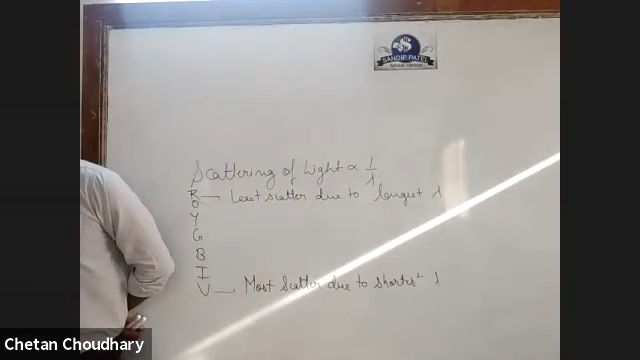 SANDIP PATEL
Scattering of Light ∝ 1/λ
R — Least scatter due to longest λ
O
Y
G
B
I
V — Most Scatter due to shortest λ
Chetan Choudhary